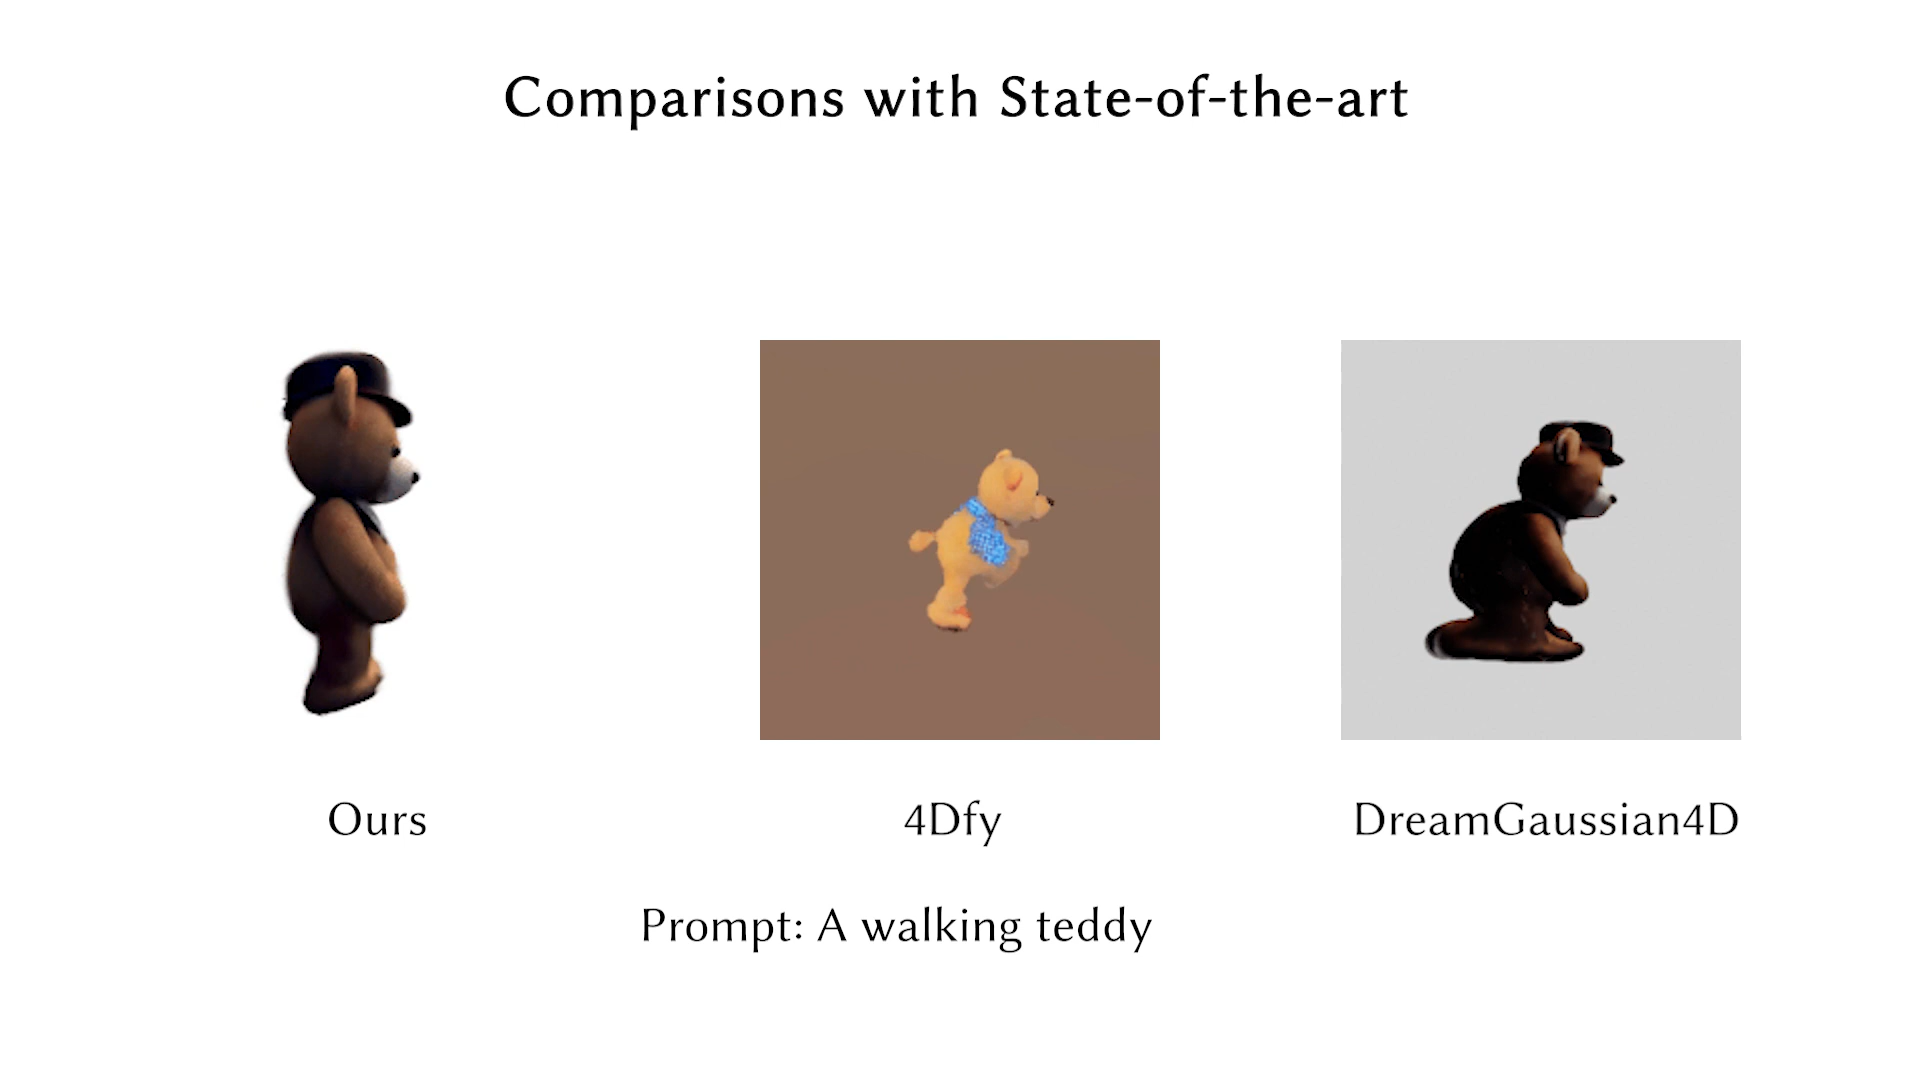 Comparisons with State-of-the-art
Ours
4Dfy
DreamGaussian4D
Prompt: A walking teddy